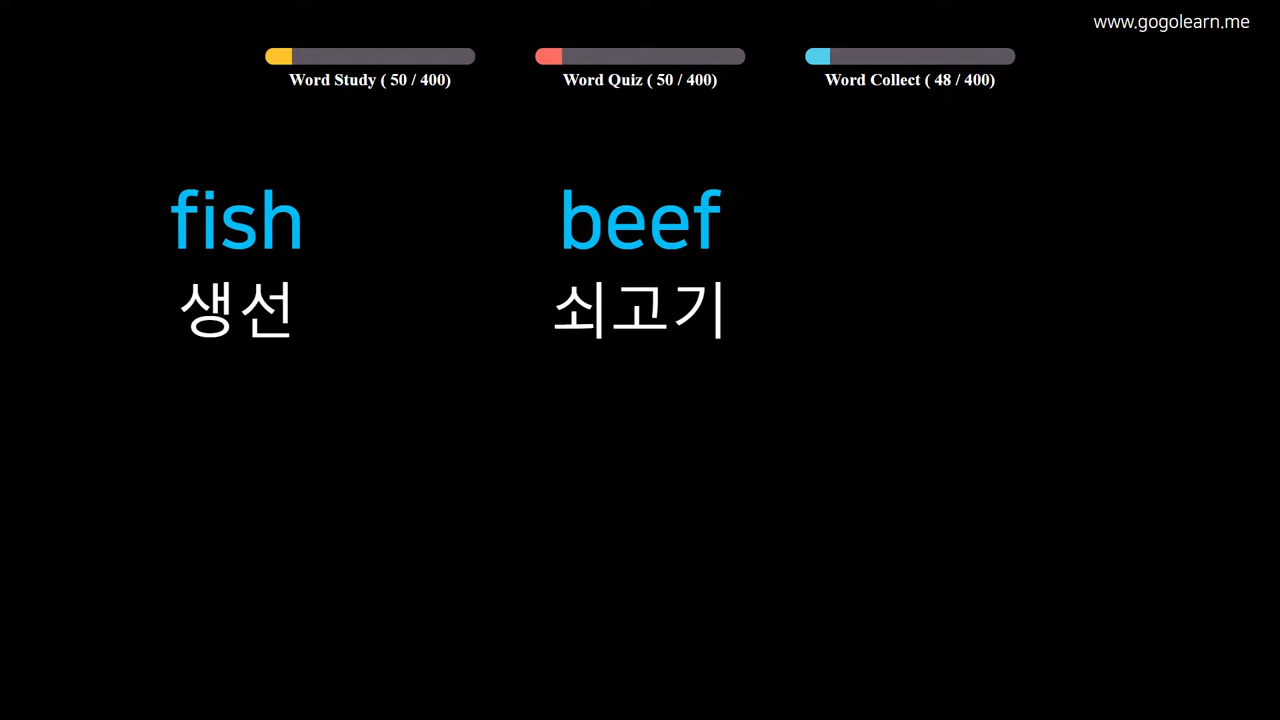 www.gogolearn.me
Word Study ( 50 / 400)
Word Quiz ( 50 / 400)
Word Collect ( 48 / 400)
fish
beef
생선
쇠고기